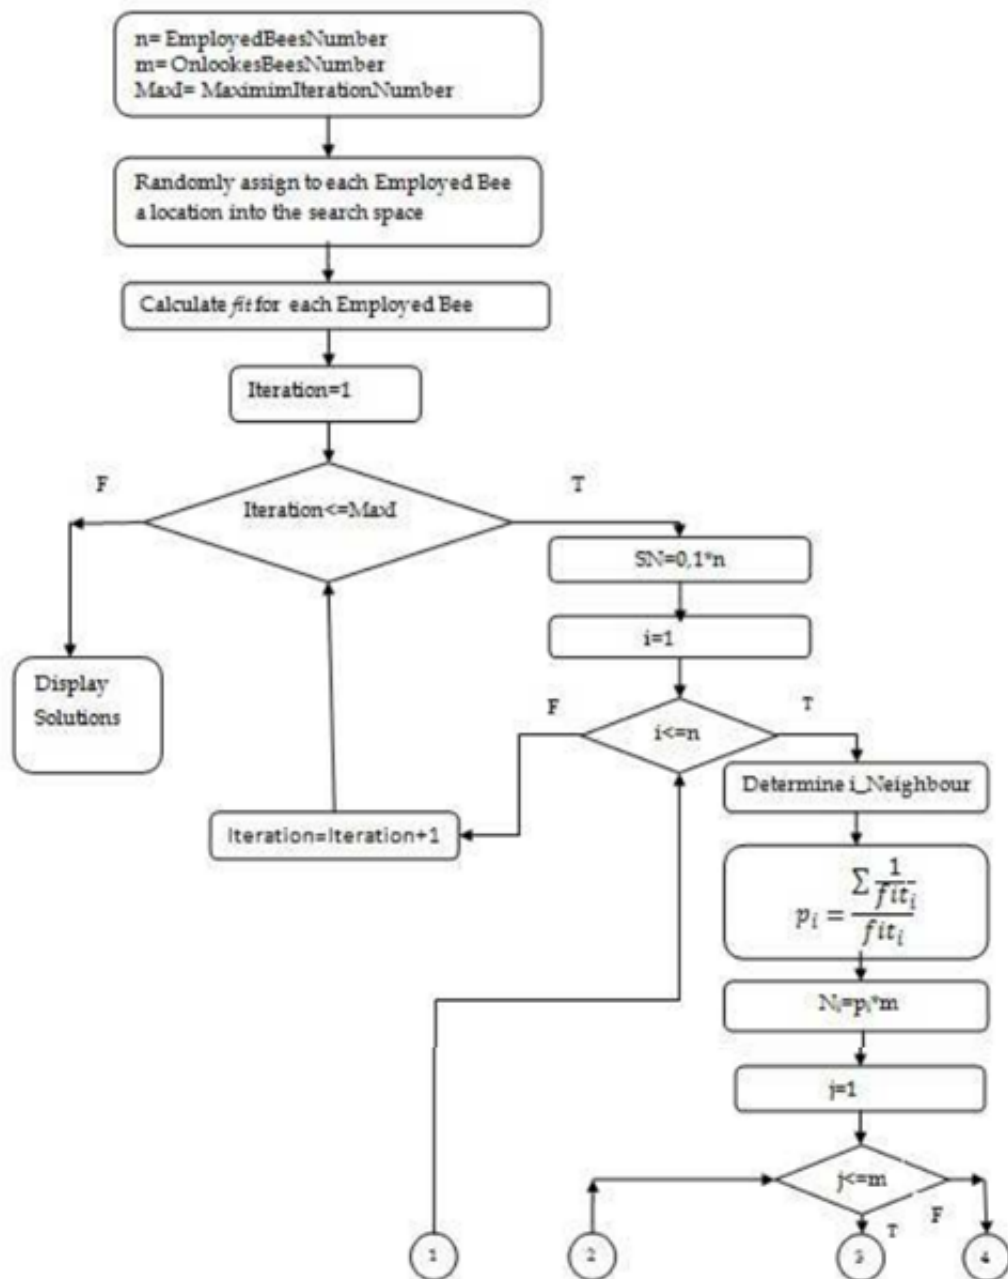 n= EmployedBeesNumber
m= OnlookesBeesNumber
MaxI= MaximimIterationNumber
Randomly assign to each Employed Bee
a location into the search space
Calculate fit for each Employed Bee
Iteration=1
F
T
Iteration<=MaxI
SN=0,1*n
i=1
Display
Solutions
F
T
i<=n
Determine i_Neighbour
Iteration=Iteration+1
p_i = (∑ 1/fit_i) / fit_i
N_i=p_i*m
j=1
j<=m
T
F
1
2
3
4